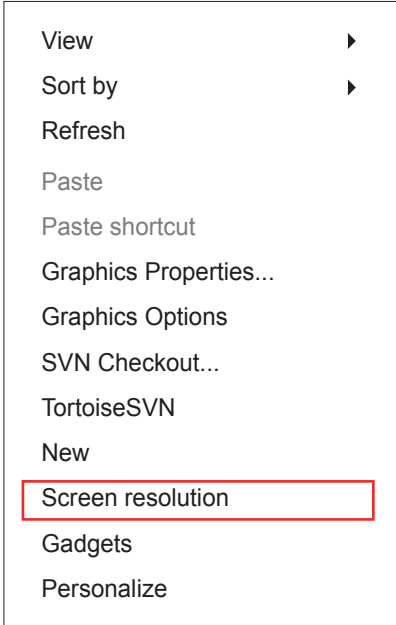 View
Sort by
Refresh
Paste
Paste shortcut
Graphics Properties...
Graphics Options
SVN Checkout...
TortoiseSVN
New
Screen resolution
Gadgets
Personalize